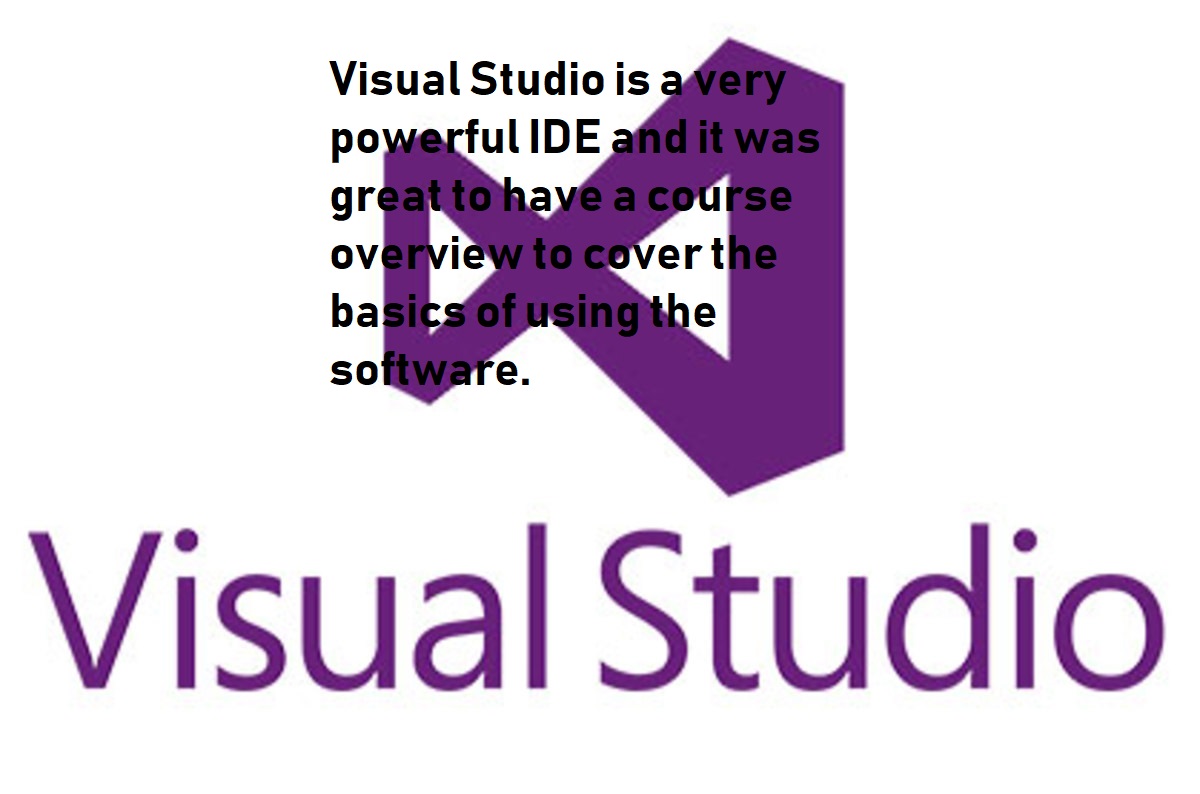 Visual Studio is a very
powerful IDE and it was
great to have a course
overview to cover the
basics of using the
software.
Visual Studio